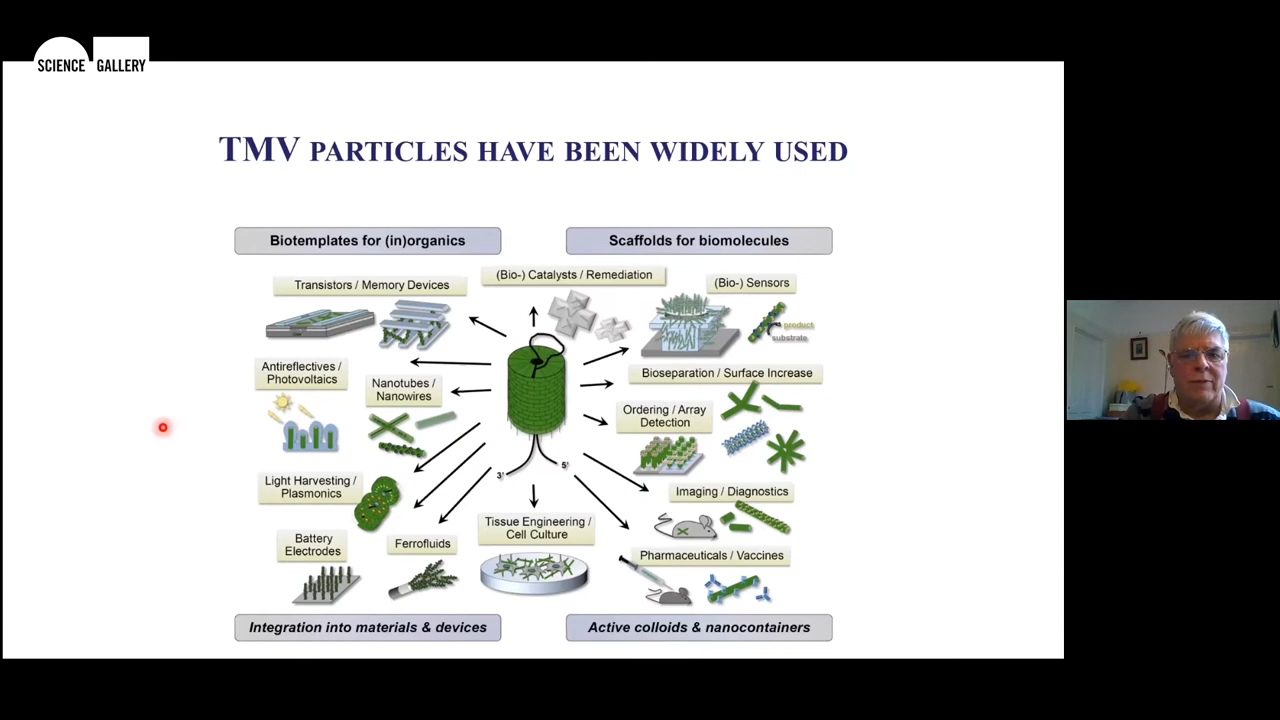 SCIENCE GALLERY
TMV PARTICLES HAVE BEEN WIDELY USED
Biotemplates for (in)organics
Scaffolds for biomolecules
(Bio-) Catalysts / Remediation
Transistors / Memory Devices
(Bio-) Sensors
product
substrate
Antireflectives /
Photovoltaics
Nanotubes /
Nanowires
Bioseparation / Surface Increase
Ordering / Array
Detection
3'
5'
Light Harvesting /
Plasmonics
Imaging / Diagnostics
Battery
Electrodes
Ferrofluids
Tissue Engineering /
Cell Culture
Pharmaceuticals / Vaccines
Integration into materials & devices
Active colloids & nanocontainers